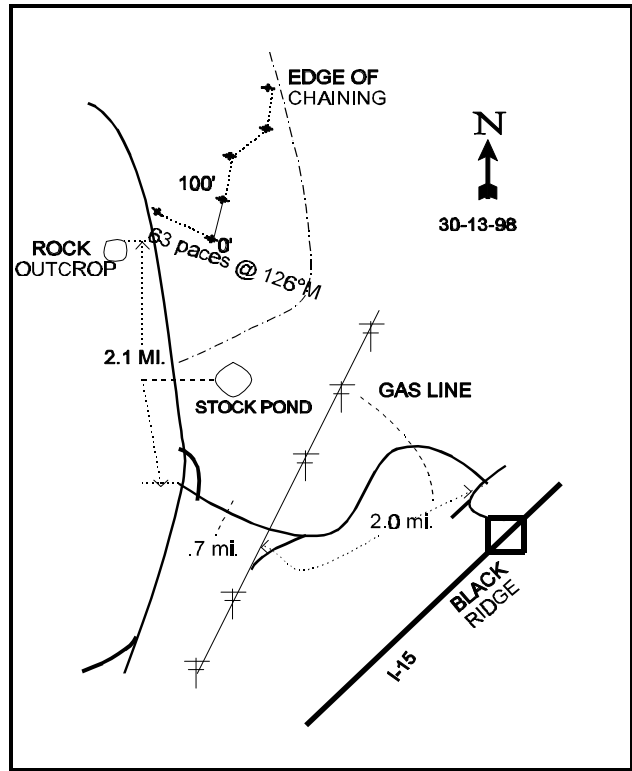 EDGE OF
CHAINING
N
100'
30-13-98
0'
63 paces @ 126°M
ROCK
OUTCROP
2.1 MI.
STOCK POND
GAS LINE
2.0 mi.
.7 mi.
BLACK
RIDGE
I-15